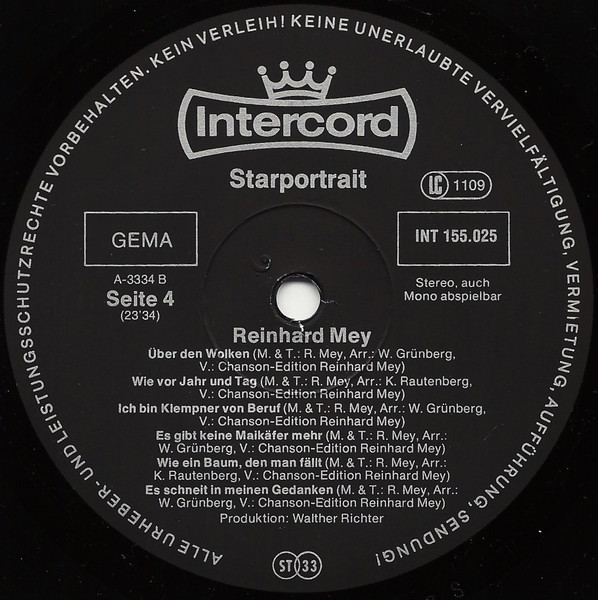 ALLE URHEBER- UND LEISTUNGSSCHUTZRECHTE VORBEHALTEN. KEIN VERLEIH! KEINE UNERLAUBTE VERVIELFÄLTIGUNG, VERMIETUNG, AUFFÜHRUNG, SENDUNG!
Intercord
Starportrait
LC 1109
GEMA
INT 155.025
A-3334 B
Seite 4
(23'34)
Stereo, auch
Mono abspielbar
Reinhard Mey
Über den Wolken (M. & T.: R. Mey, Arr.: W. Grünberg,
V.: Chanson-Edition Reinhard Mey)
Wie vor Jahr und Tag (M. & T.: R. Mey, Arr.: K. Rautenberg,
V.: Chanson-Edition Reinhard Mey)
Ich bin Klempner von Beruf (M. & T.: R. Mey, Arr.: W. Grünberg,
V.: Chanson-Edition Reinhard Mey)
Es gibt keine Maikäfer mehr (M. & T.: R. Mey, Arr.:
W. Grünberg, V.: Chanson-Edition Reinhard Mey)
Wie ein Baum, den man fällt (M. & T.: R. Mey, Arr.:
K. Rautenberg, V.: Chanson-Edition Reinhard Mey)
Es schneit in meinen Gedanken (M. & T.: R. Mey, Arr.:
W. Grünberg, V.: Chanson-Edition Reinhard Mey)
Produktion: Walther Richter
ST 33